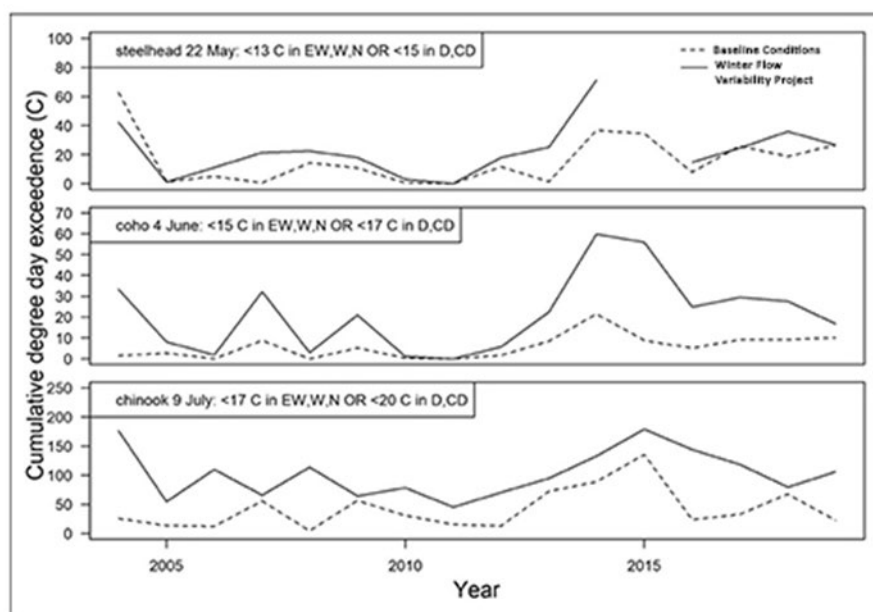 Cumulative degree day exceedence (C)
steelhead 22 May: <13 C in EW,W,N OR <15 in D,CD
Baseline Conditions
Winter Flow
Variability Project
100
80
60
40
20
0
coho 4 June: <15 C in EW,W,N OR <17 C in D,CD
70
60
50
40
30
20
10
0
chinook 9 July: <17 C in EW,W,N OR <20 C in D,CD
250
200
150
100
50
0
2005
2010
2015
Year